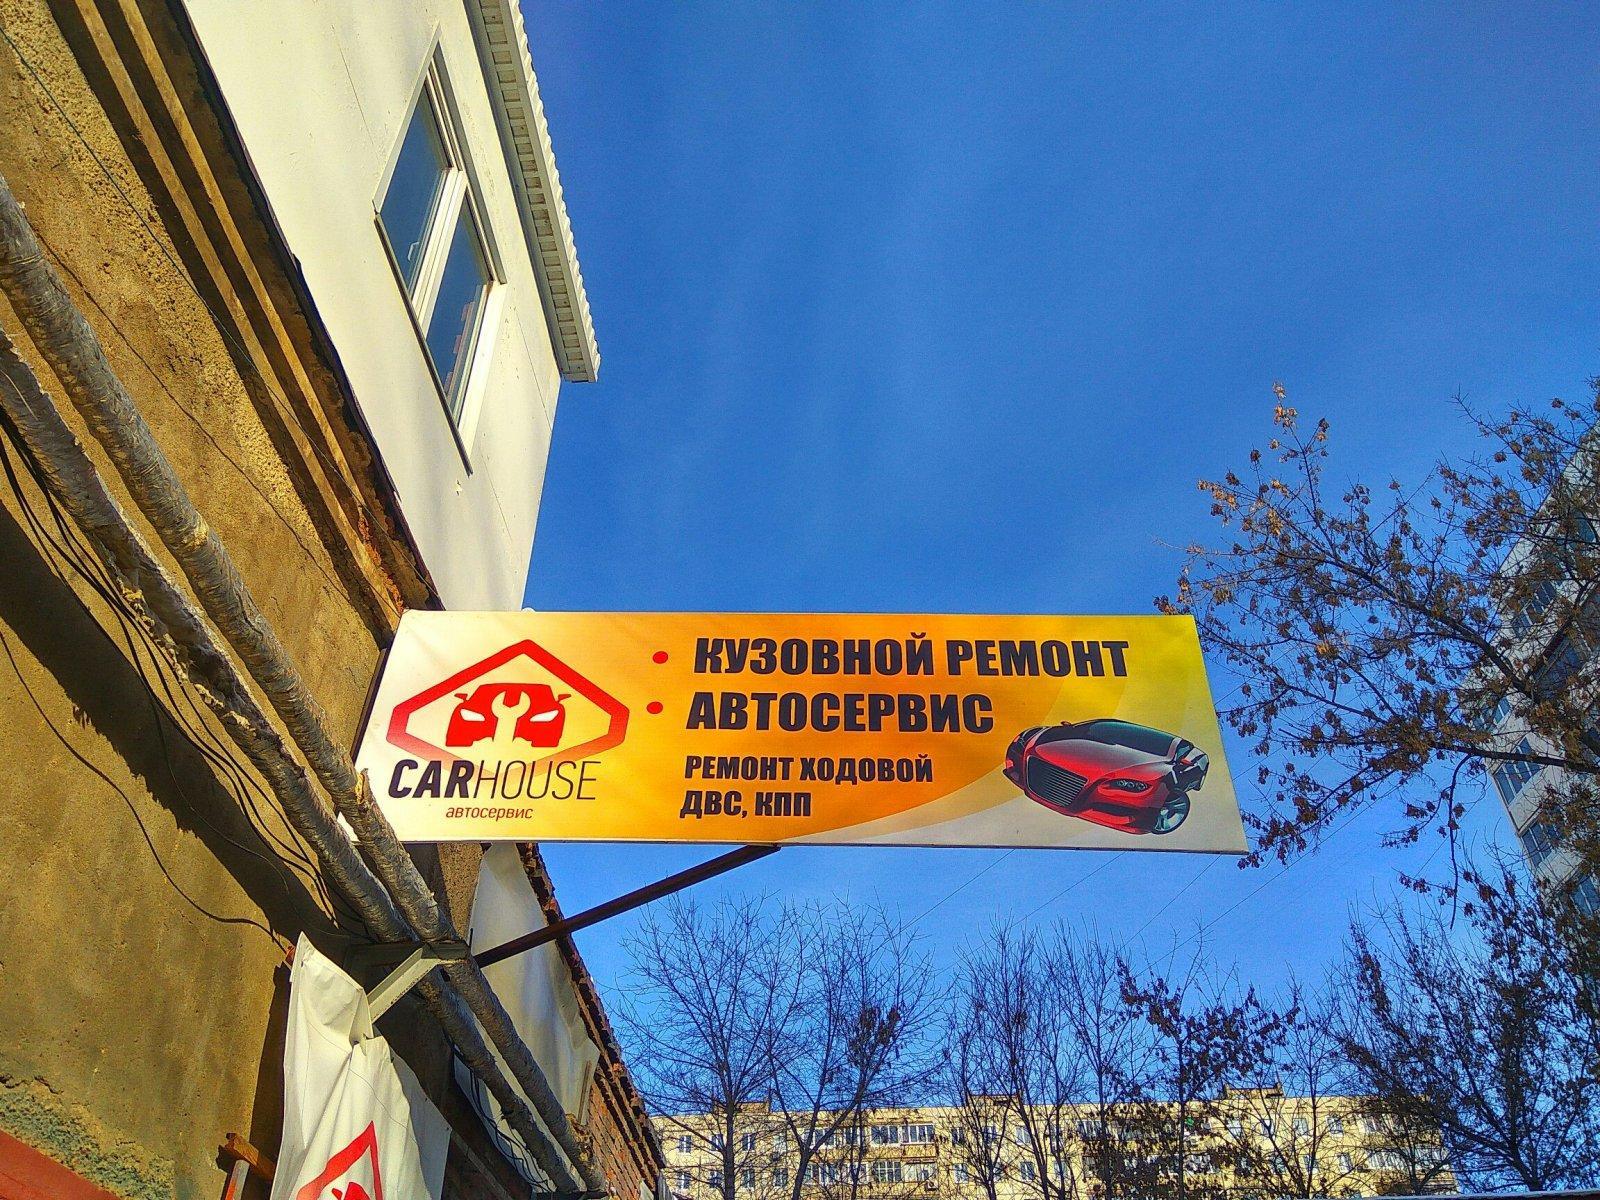 КУЗОВНОЙ РЕМОНТ
АВТОСЕРВИС
РЕМОНТ ХОДОВОЙ
ДВС, КПП
CARHOUSE
автосервис